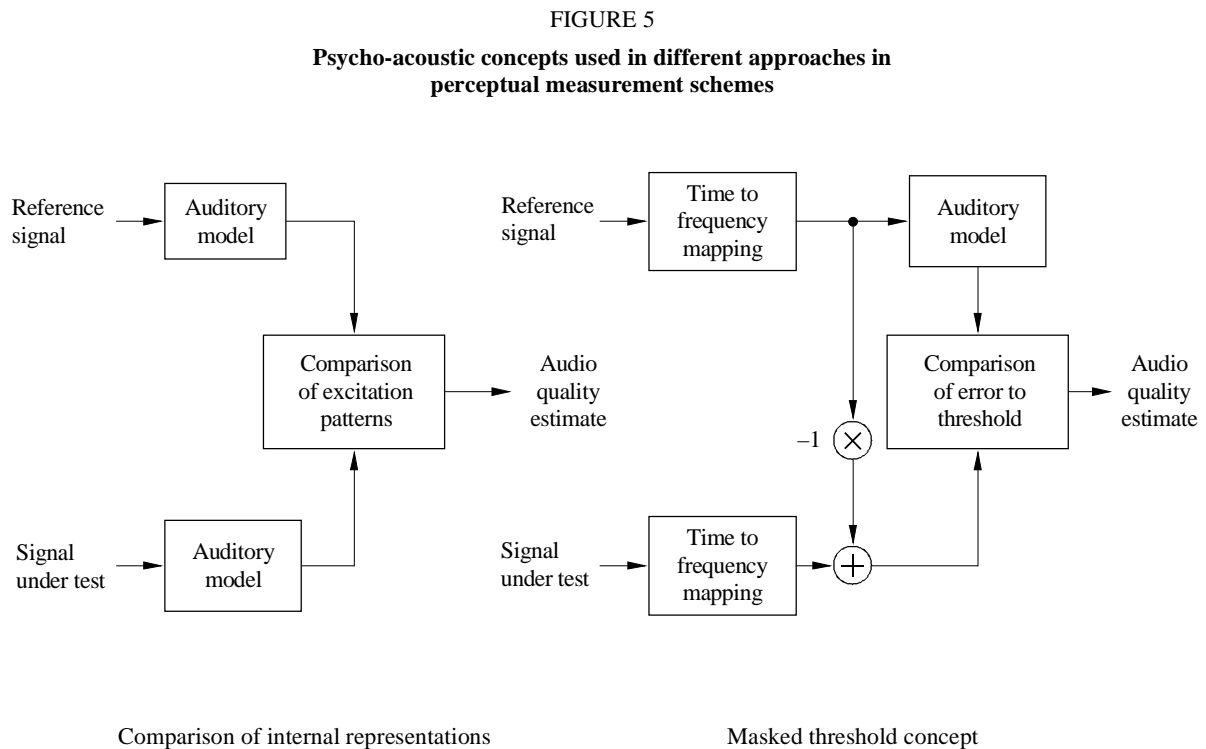 FIGURE 5
Psycho-acoustic concepts used in different approaches in
perceptual measurement schemes
Reference
signal
Auditory
model
Comparison
of excitation
patterns
Audio
quality
estimate
Signal
under test
Auditory
model
Comparison of internal representations
Reference
signal
Time to
frequency
mapping
Auditory
model
Comparison
of error to
threshold
Audio
quality
estimate
–1
×
Signal
under test
Time to
frequency
mapping
+
Masked threshold concept